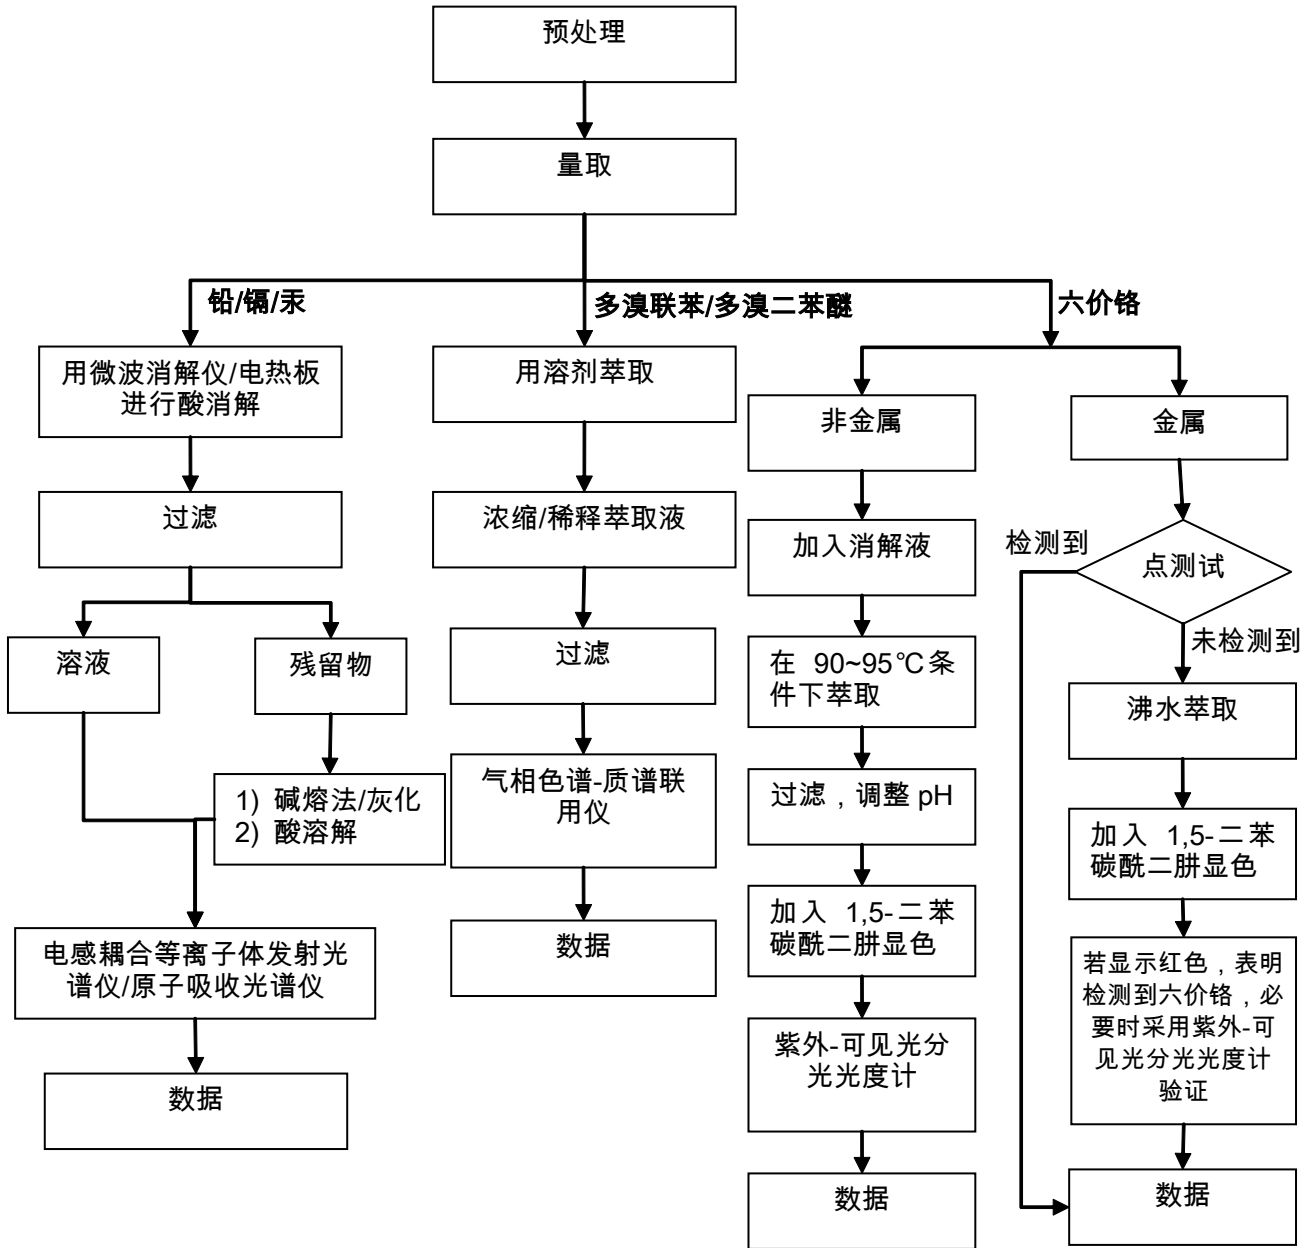 预处理
量取
铅/镉/汞
多溴联苯/多溴二苯醚
六价铬
用微波消解仪/电热板
进行酸消解
过滤
溶液
残留物
1) 碱熔法/灰化
2) 酸溶解
电感耦合等离子体发射光
谱仪/原子吸收光谱仪
数据
用溶剂萃取
浓缩/稀释萃取液
过滤
气相色谱-质谱联
用仪
数据
非金属
加入消解液
在 90~95℃条
件下萃取
过滤，调整 pH
加入 1,5-二苯
碳酰二肼显色
紫外-可见光分
光光度计
数据
金属
点测试
检测到
未检测到
沸水萃取
加入 1,5-二苯
碳酰二肼显色
若显示红色，表明
检测到六价铬，必
要时采用紫外-可
见光分光光度计
验证
数据